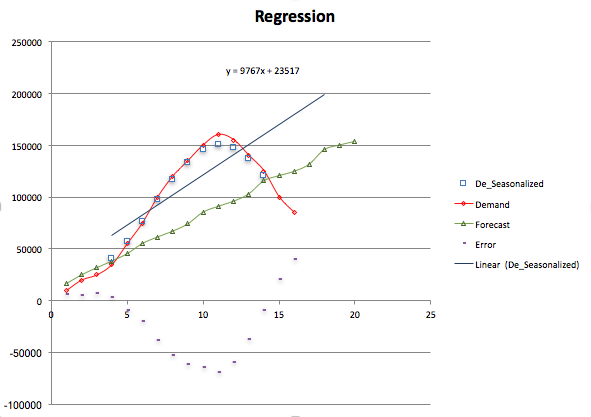 Regression
250000
y = 9767x + 23517
200000
150000
100000
50000
0
0 5 10 15 20 25
-50000
-100000
De_Seasonalized
Demand
Forecast
Error
Linear (De_Seasonalized)